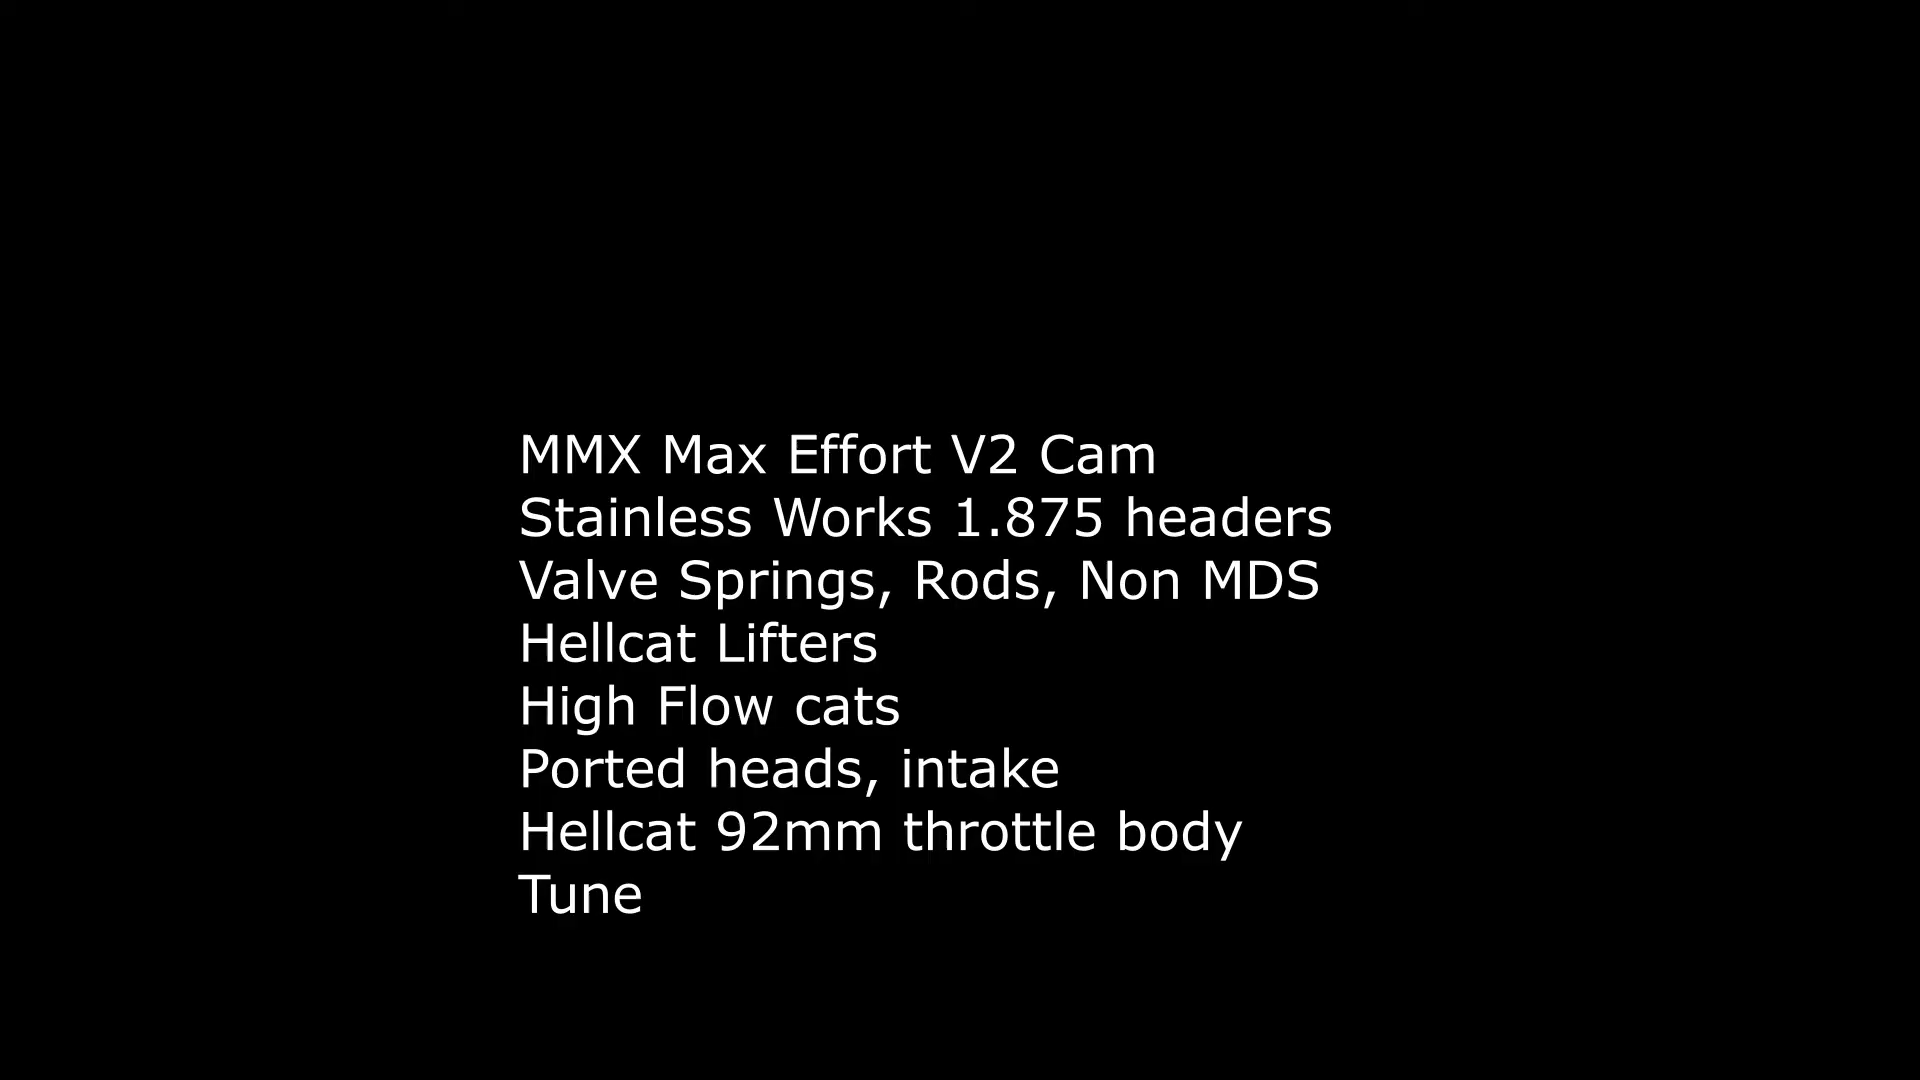 MMX Max Effort V2 Cam
Stainless Works 1.875 headers
Valve Springs, Rods, Non MDS
Hellcat Lifters
High Flow cats
Ported heads, intake
Hellcat 92mm throttle body
Tune